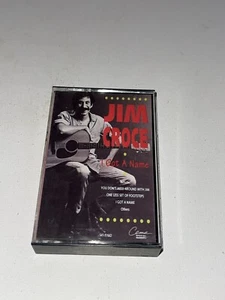 JIM
CROCE
I Got A Name
YOU DON'T MESS AROUND WITH JIM
ONE LESS SET OF FOOTSTEPS
I GOT A NAME
Others